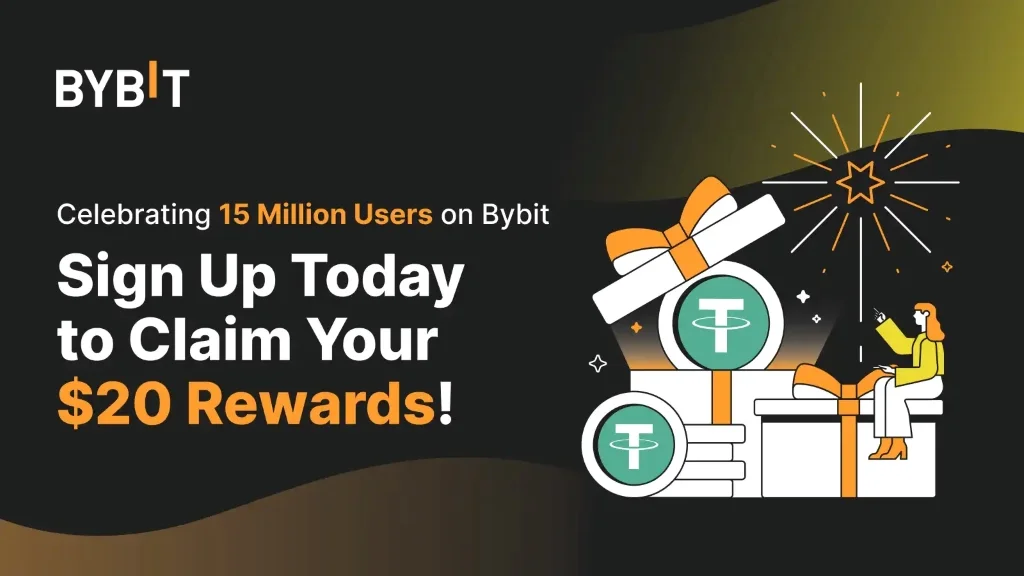 BYBIT
Celebrating 15 Million Users on Bybit
Sign Up Today
to Claim Your
$20 Rewards!